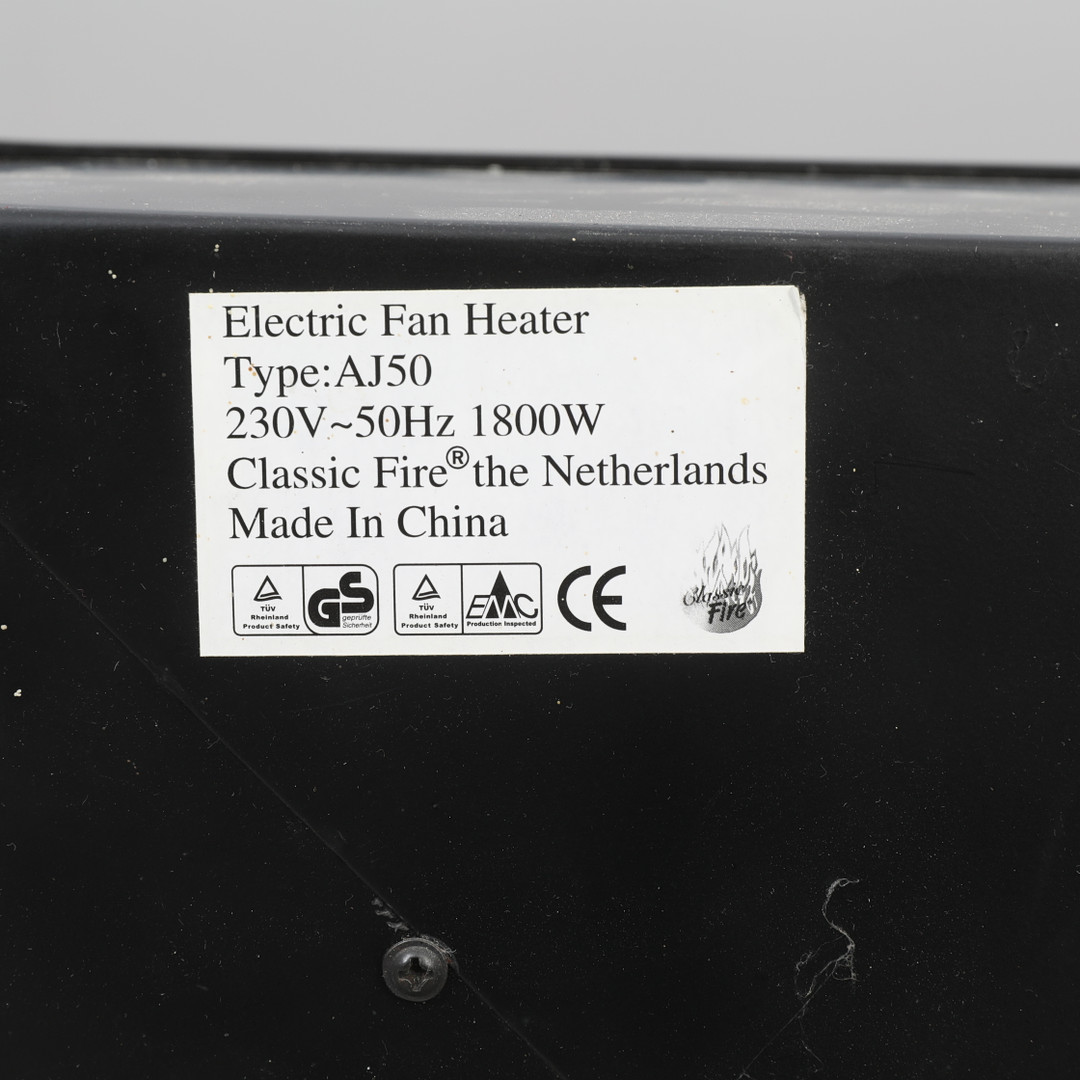 Electric Fan Heater
Type:AJ50
230V~50Hz 1800W
Classic Fire® the Netherlands
Made In China
TÜV
Rheinland
Product Safety
GS
geprüfte
Sicherheit
TÜV
Rheinland
Product Safety
EMC
Production Inspected
CE
Classic
Fire